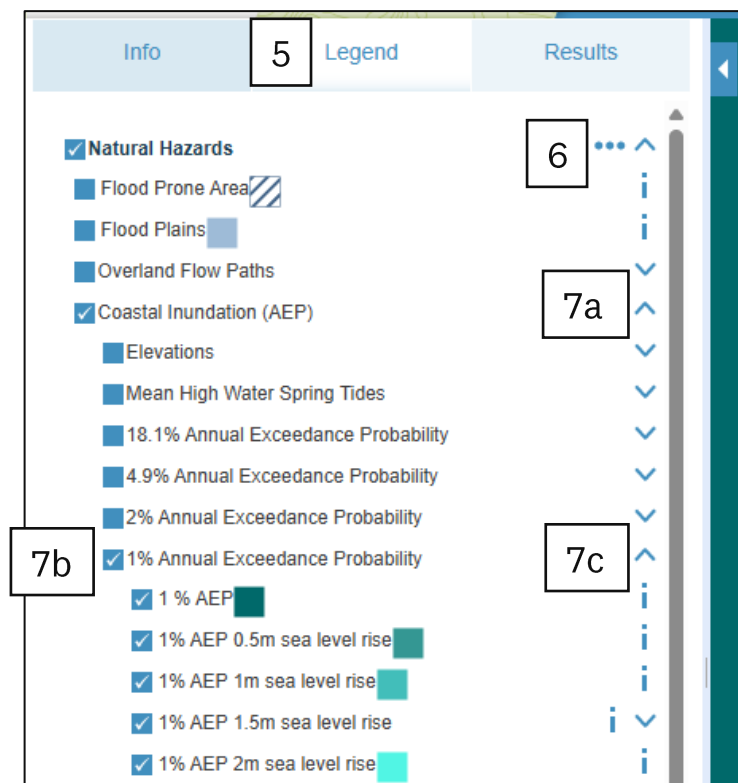 Info 5 Legend Results
Natural Hazards 6
Flood Prone Area
Flood Plains
Overland Flow Paths
Coastal Inundation (AEP) 7a
Elevations
Mean High Water Spring Tides
18.1% Annual Exceedance Probability
4.9% Annual Exceedance Probability
2% Annual Exceedance Probability
7b 1% Annual Exceedance Probability 7c
1 % AEP
1% AEP 0.5m sea level rise
1% AEP 1m sea level rise
1% AEP 1.5m sea level rise
1% AEP 2m sea level rise